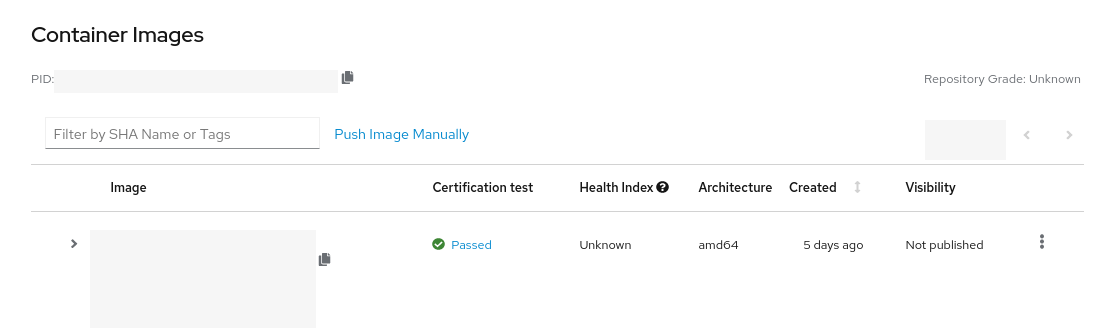 Container Images
PID:
Repository Grade: Unknown
Filter by SHA Name or Tags
Push Image Manually
Image Certification test Health Index Architecture Created Visibility
Passed Unknown amd64 5 days ago Not published